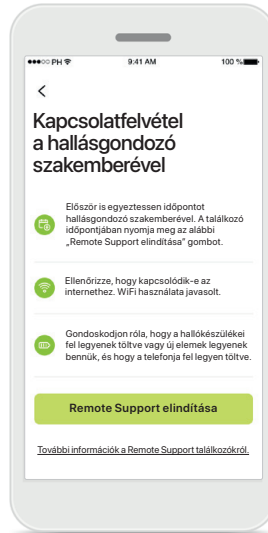 PH 9:41 AM 100 %
Kapcsolatfelvétel
a hallásgondozó
szakemberével
Először is egyeztessen időpontot
hallásgondozó szakemberével. A találkozó
időpontjában nyomja meg az alábbi
„Remote Support elindítása” gombot.
Ellenőrizze, hogy kapcsolódik-e az
internethez. WiFi használata javasolt.
Gondoskodjon róla, hogy a hallókészülékei
fel legyenek töltve vagy új elemek legyenek
bennük, és hogy a telefonja fel legyen töltve.
Remote Support elindítása
További információk a Remote Support találkozókról.